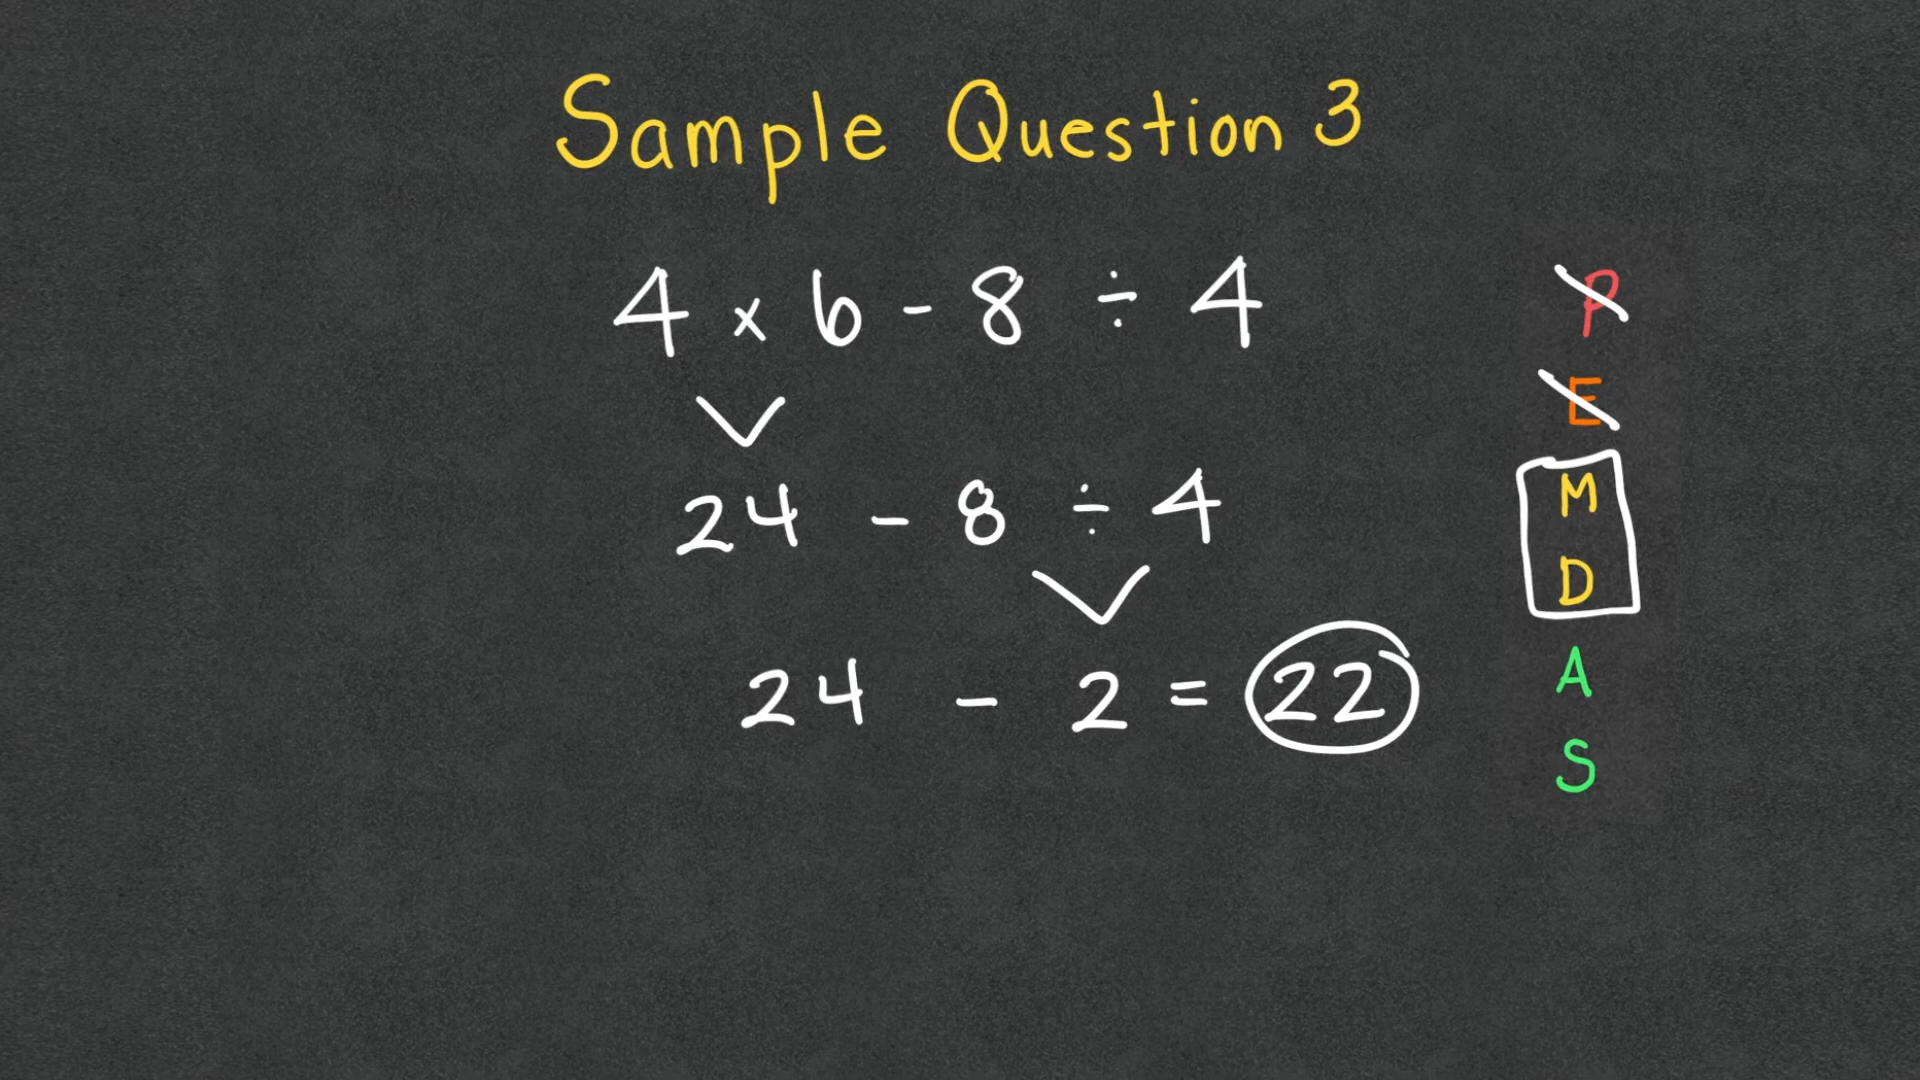 Sample Question 3
4 x 6 - 8 ÷ 4
24 - 8 ÷ 4
24 - 2 = 22
P
E
M
D
A
S